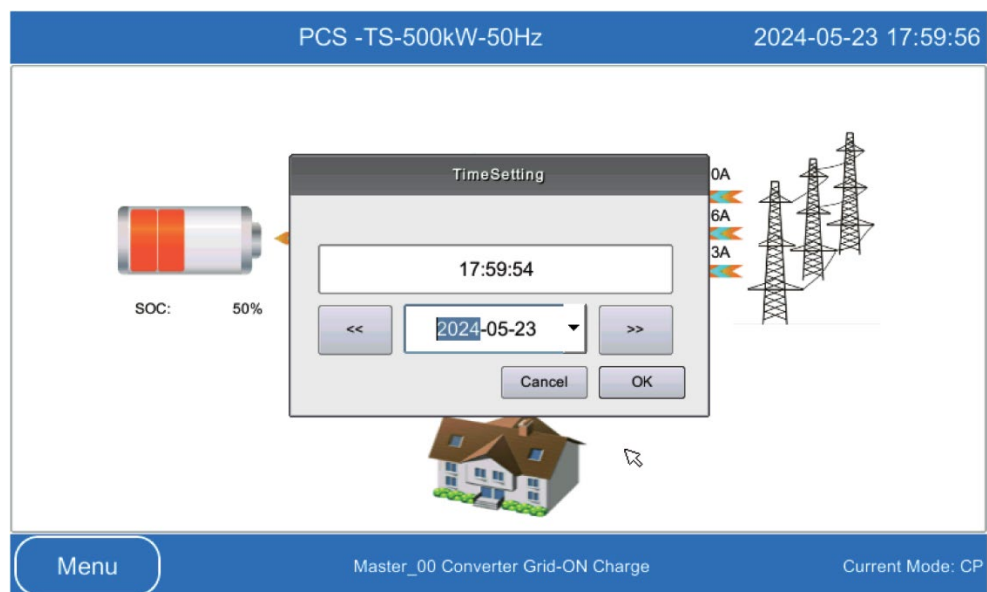 PCS -TS-500kW-50Hz 2024-05-23 17:59:56
TimeSetting
0A
6A
3A
17:59:54
SOC: 50%
<< 2024-05-23 >>
Cancel OK
Menu Master_00 Converter Grid-ON Charge Current Mode: CP